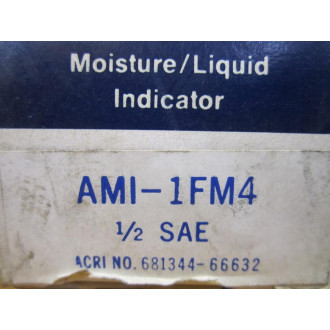 Moisture/Liquid
Indicator
AMI-1FM4
½ SAE
ACRI NO. 681344-66632